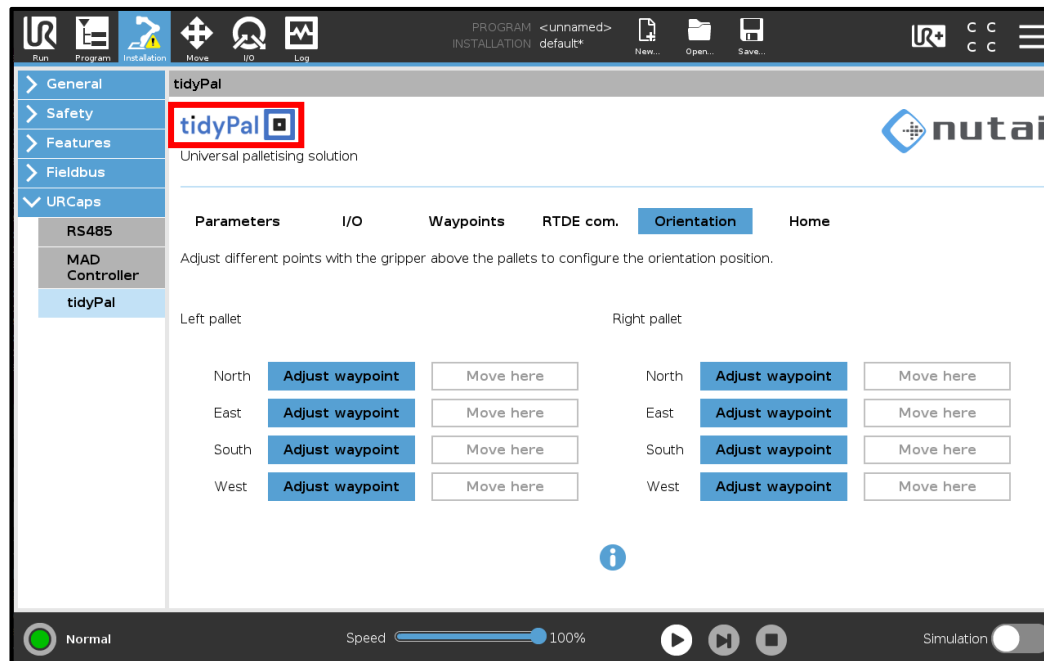 PROGRAM <unnamed>
INSTALLATION default*
Run Program Installation Move I/O Log New... Open... Save... UR+ C C
C C
General
Safety
Features
Fieldbus
URCaps
RS485
MAD
Controller
tidyPal
tidyPal
tidyPal
nutai
Universal palletising solution
Parameters I/O Waypoints RTDE com. Orientation Home
Adjust different points with the gripper above the pallets to configure the orientation position.
Left pallet Right pallet
North Adjust waypoint Move here North Adjust waypoint Move here
East Adjust waypoint Move here East Adjust waypoint Move here
South Adjust waypoint Move here South Adjust waypoint Move here
West Adjust waypoint Move here West Adjust waypoint Move here
Normal Speed 100% Simulation